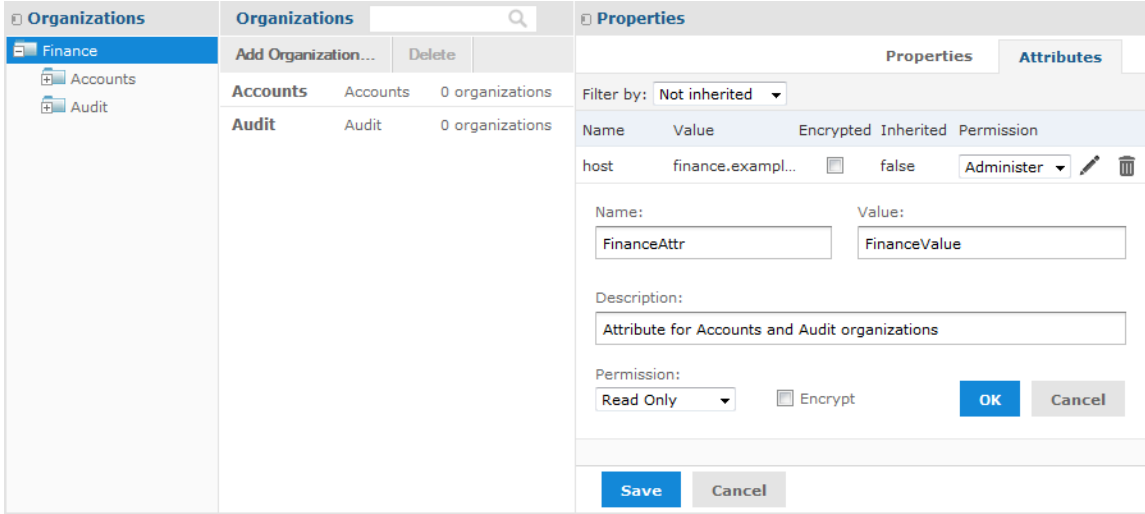 Organizations
Finance
Accounts
Audit
Organizations
Add Organization... Delete
Accounts Accounts 0 organizations
Audit Audit 0 organizations
Properties
Properties Attributes
Filter by: Not inherited
Name Value Encrypted Inherited Permission
host finance.exampl... false Administer
Name: Value:
FinanceAttr FinanceValue
Description:
Attribute for Accounts and Audit organizations
Permission:
Read Only Encrypt OK Cancel
Save Cancel